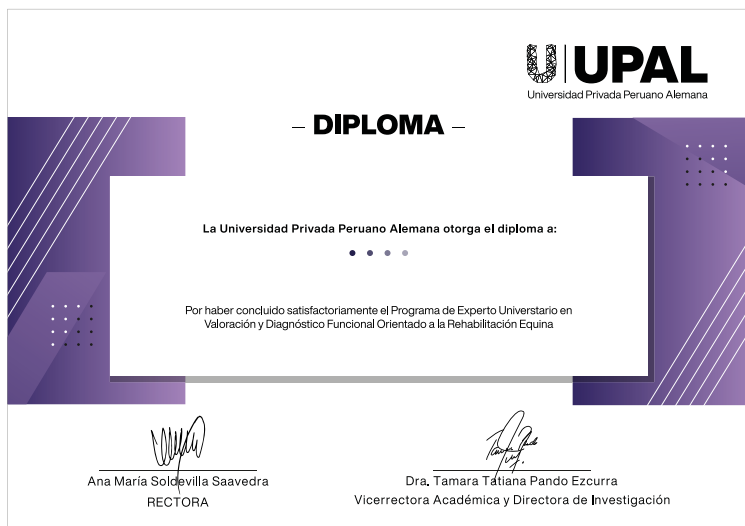 UPAL
Universidad Privada Peruano Alemana
– DIPLOMA –
La Universidad Privada Peruano Alemana otorga el diploma a:
Por haber concluido satisfactoriamente el Programa de Experto Universtario en
Valoración y Diagnóstico Funcional Orientado a la Rehabilitación Equina
Ana María Soldevilla Saavedra
RECTORA
Dra. Tamara Tatiana Pando Ezcurra
Vicerrectora Académica y Directora de Investigación